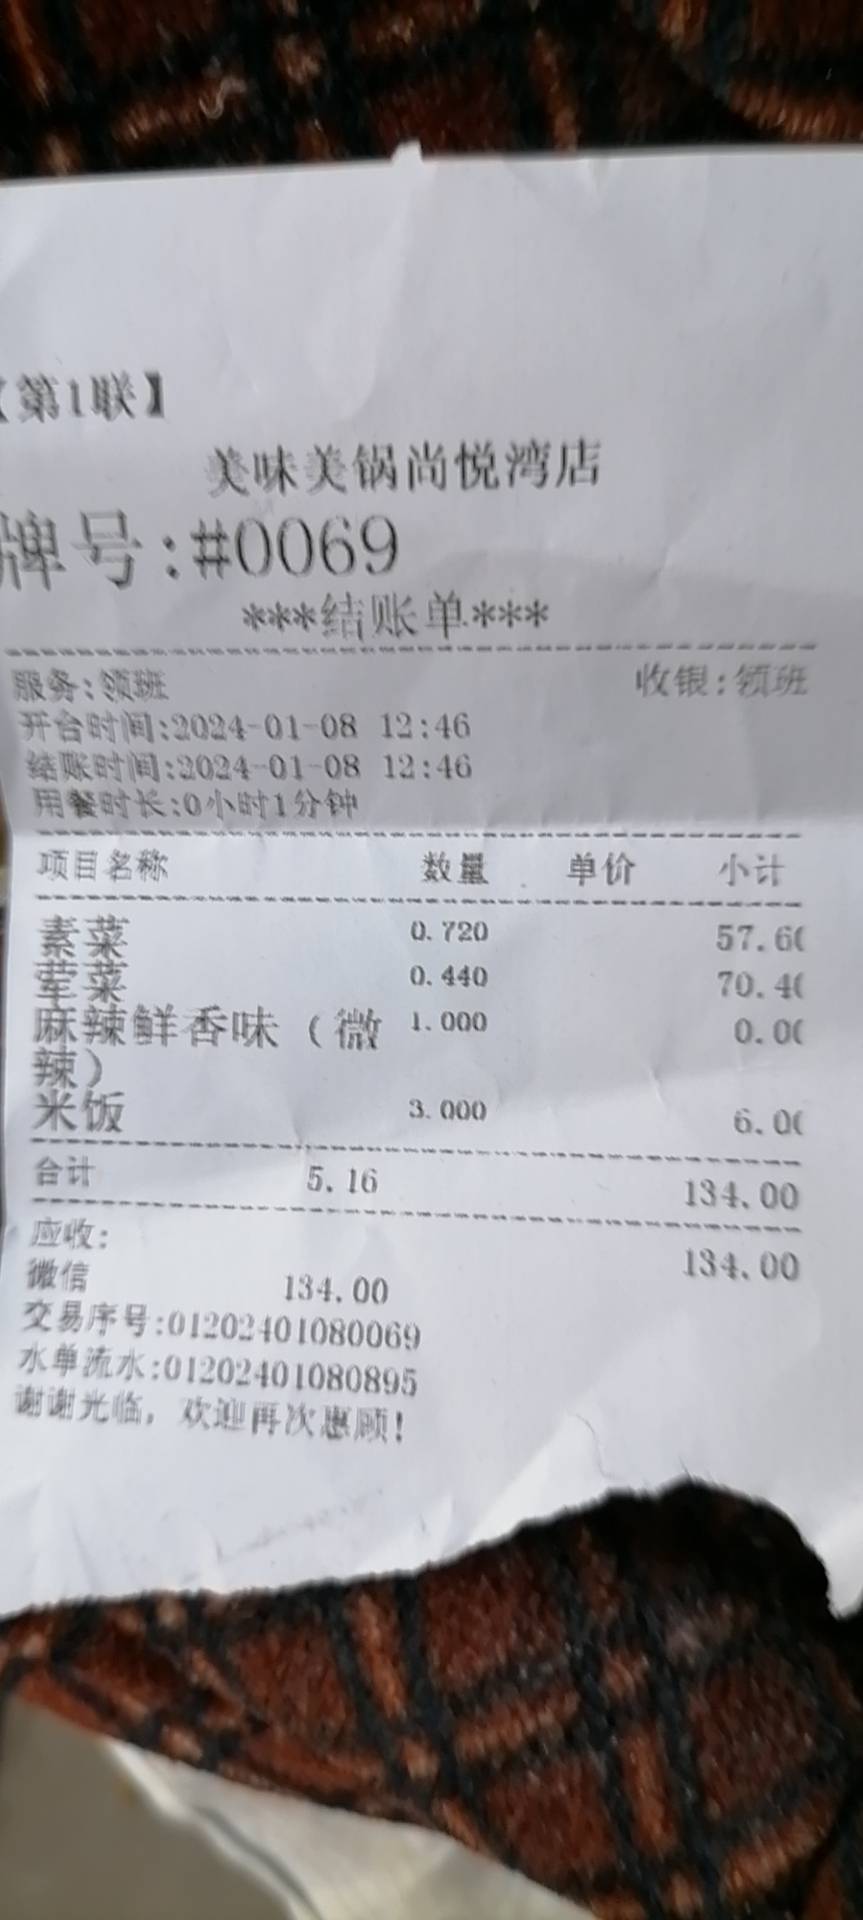 【第1联】
美味美锅尚悦湾店
牌号:#0069
***结账单***
服务:领班 收银:领班
开台时间:2024-01-08 12:46
结账时间:2024-01-08 12:46
用餐时长:0小时1分钟
项目名称 数量 单价 小计
素菜 0.720 57.60
荤菜 0.440 70.40
麻辣鲜香味（微 1.000 0.00
辣）
米饭 3.000 6.00
合计 5.16 134.00
应收: 134.00
微信 134.00
交易序号:01202401080069
水单流水:01202401080895
谢谢光临，欢迎再次惠顾!